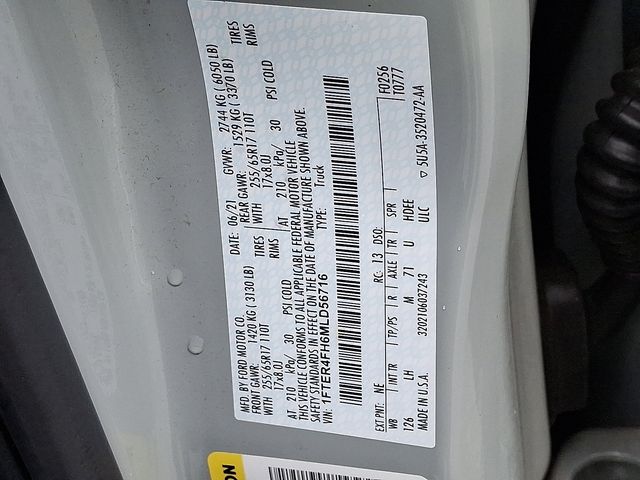 MFD. BY FORD MOTOR CO.
DATE: 06/21 GVWR: 2744 KG ( 6050 LB)
FRONT GAWR: 1420 KG ( 3130 LB) REAR GAWR: 1529 KG ( 3370 LB)
WITH 255/65R17 110T TIRES WITH 255/65R17 110T TIRES
17x8.0J RIMS 17x8.0J RIMS
AT 210 kPa/ 30 PSI COLD AT 210 kPa/ 30 PSI COLD
THIS VEHICLE CONFORMS TO ALL APPLICABLE FEDERAL MOTOR VEHICLE
SAFETY STANDARDS IN EFFECT ON THE DATE OF MANUFACTURE SHOWN ABOVE.
VIN: 1FTER4FH6MLD56716 TYPE: Truck
F0256
T0777
EXT PNT: NE RC: 13 DSO:
WB INT TR TP/PS R AXLE TR SPR
126 LH M 71 U HDEE
MADE IN U.S.A. 3202106037243 ULC
▽ 5U5A-3520472-AA
ON